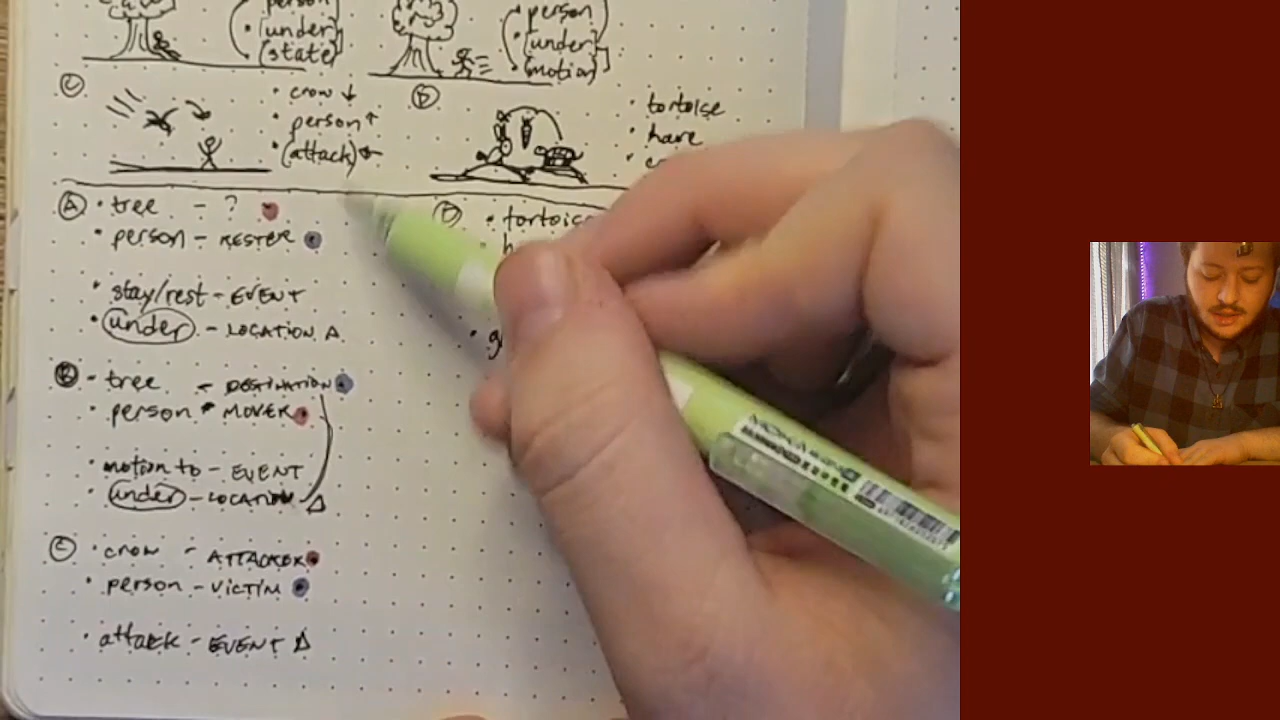 person
• (under)
(state)
• person
• (under)
• (motion)
C
• crow ↓
• person ↑
• (attack)
D
• tortoise
• hare
A • tree - ?
• person - RESTER
• stay/rest - EVENT
• under - LOCATION Δ
B - tree - DESTINATION
• person - MOVER
• motion to - EVENT
• under - LOCATION Δ
C • crow - ATTACKER
• person - VICTIM
• attack - EVENT Δ
D • tortoise
MONO